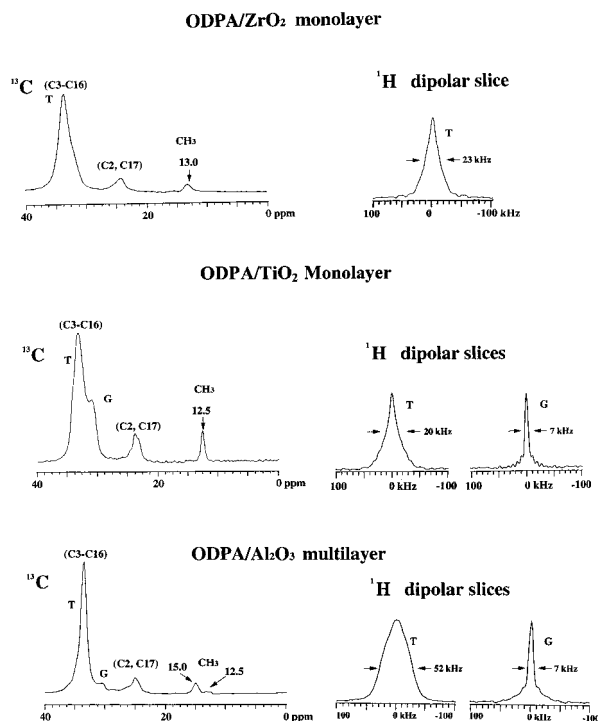 ODPA/ZrO₂ monolayer
¹³C
(C3-C16)
T
(C2, C17)
CH₃
13.0
40 20 0 ppm
¹H dipolar slice
T
23 kHz
100 0 -100 kHz
ODPA/TiO₂ Monolayer
¹³C
(C3-C16)
T
G
(C2, C17)
CH₃
12.5
40 20 0 ppm
¹H dipolar slices
T
20 kHz
100 0 kHz -100
G
7 kHz
100 0 kHz -100
ODPA/Al₂O₃ multilayer
¹³C
(C3-C16)
T
G
(C2, C17)
15.0
CH₃
12.5
40 20 0 ppm
¹H dipolar slices
T
52 kHz
100 0 kHz -100
G
7 kHz
100 0 kHz -100